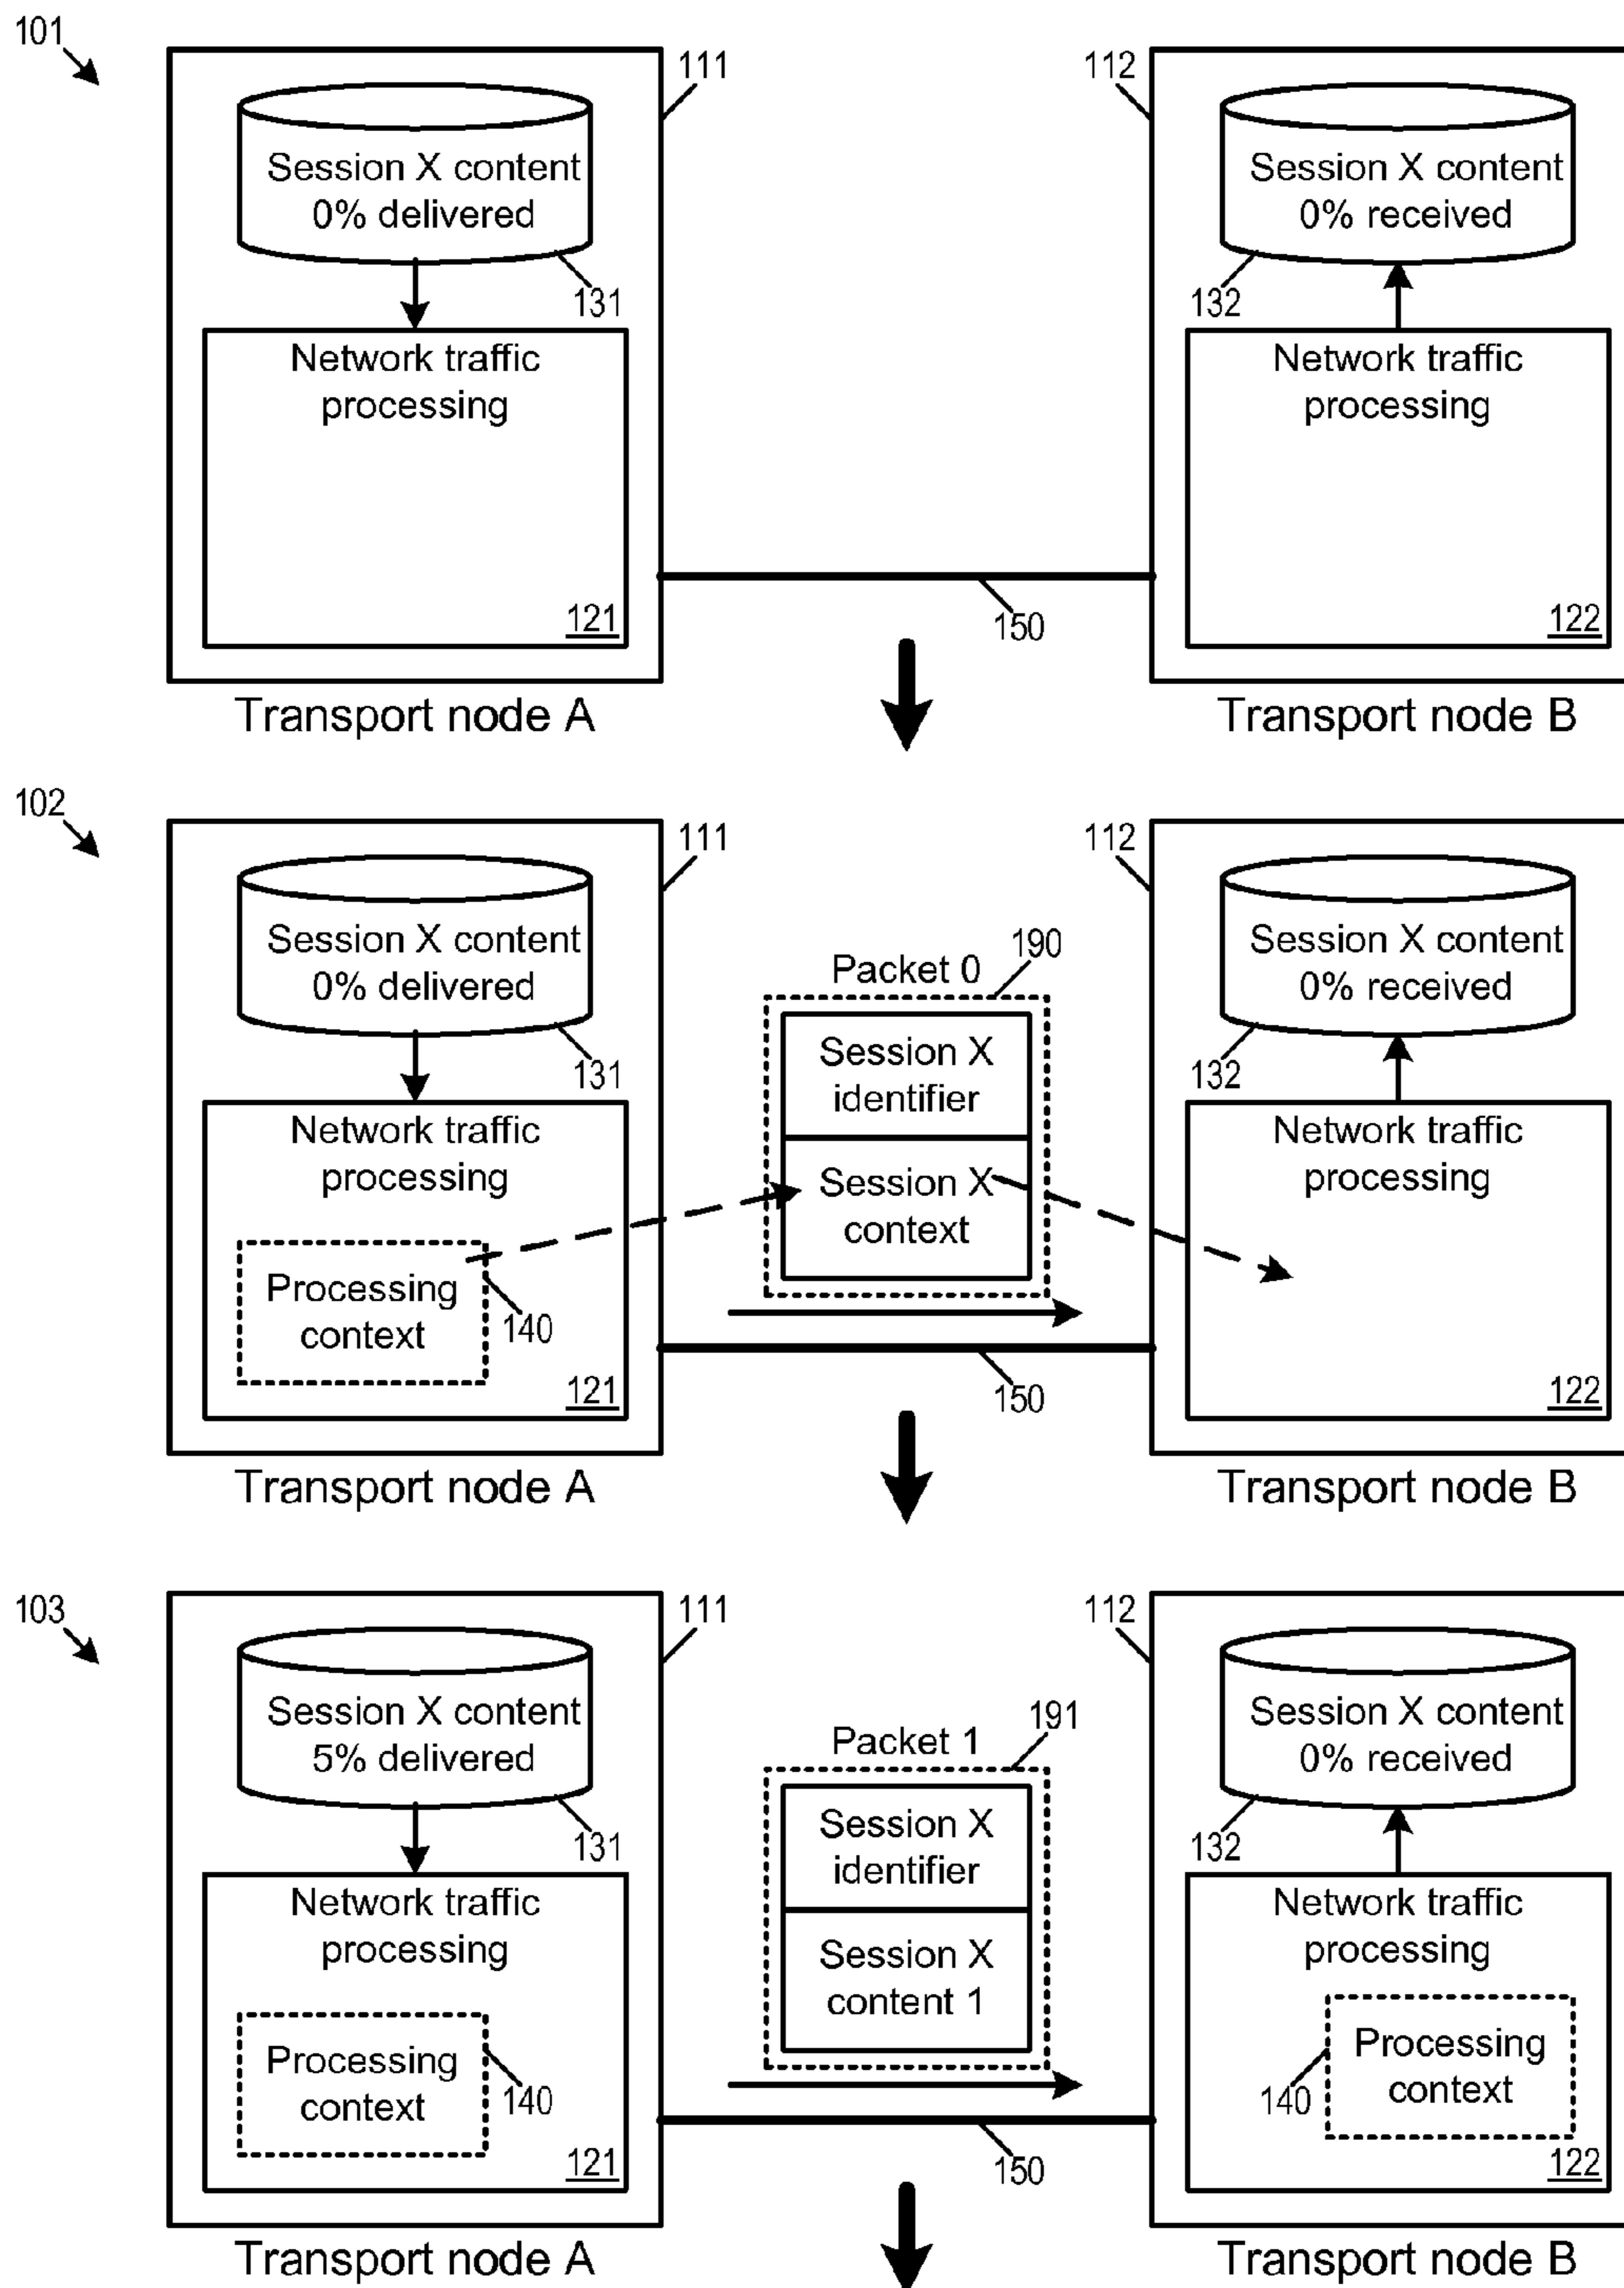 101
111
112
Session X content
0% delivered
131
Session X content
0% received
132
Network traffic
processing
121
Network traffic
processing
122
150
Transport node A
Transport node B
102
111
112
Session X content
0% delivered
131
Packet 0
190
Session X
identifier
Session X
context
Session X content
0% received
132
Network traffic
processing
Processing
context
140
121
Network traffic
processing
122
150
Transport node A
Transport node B
103
111
112
Session X content
5% delivered
131
Packet 1
191
Session X
identifier
Session X
content 1
Session X content
0% received
132
Network traffic
processing
Processing
context
140
121
Network traffic
processing
Processing
context
140
122
150
Transport node A
Transport node B